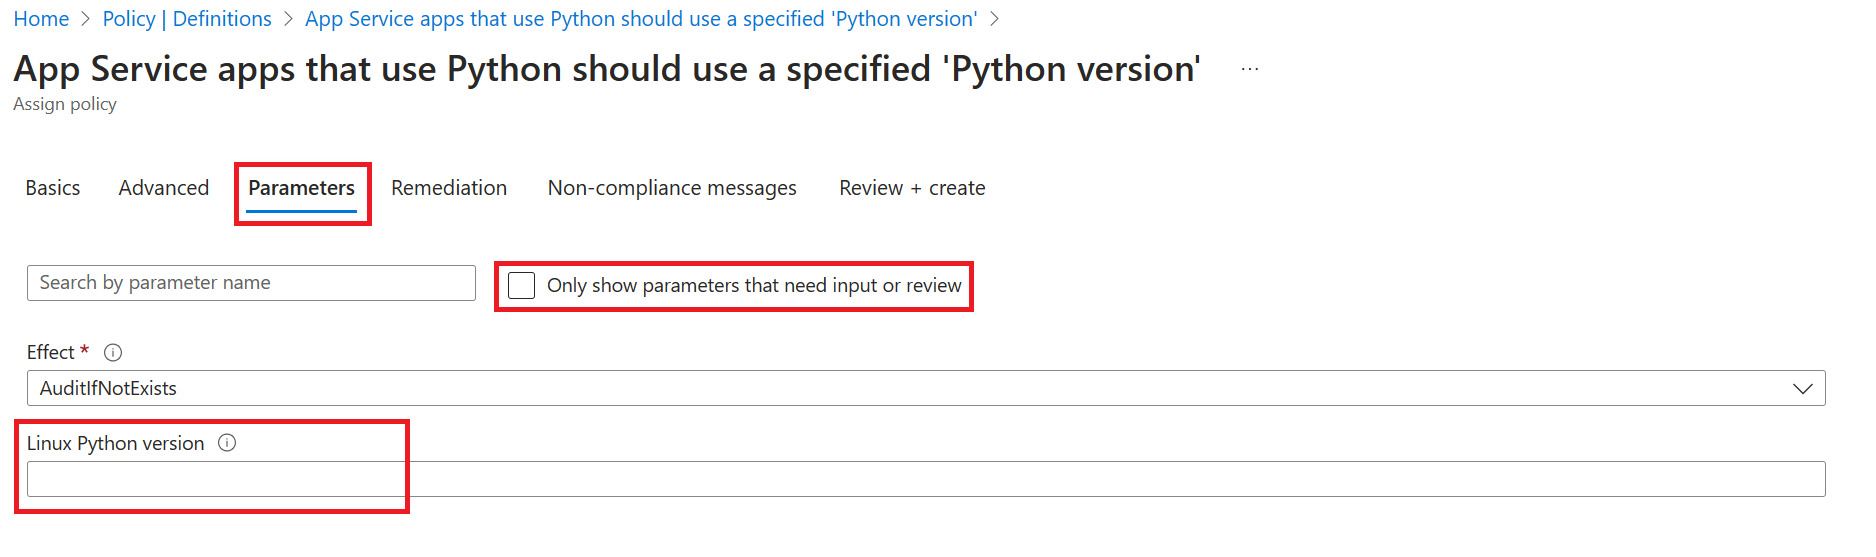 Home > Policy | Definitions > App Service apps that use Python should use a specified 'Python version' >
App Service apps that use Python should use a specified 'Python version' ...
Assign policy
Basics Advanced Parameters Remediation Non-compliance messages Review + create
Search by parameter name Only show parameters that need input or review
Effect *
AuditIfNotExists
Linux Python version